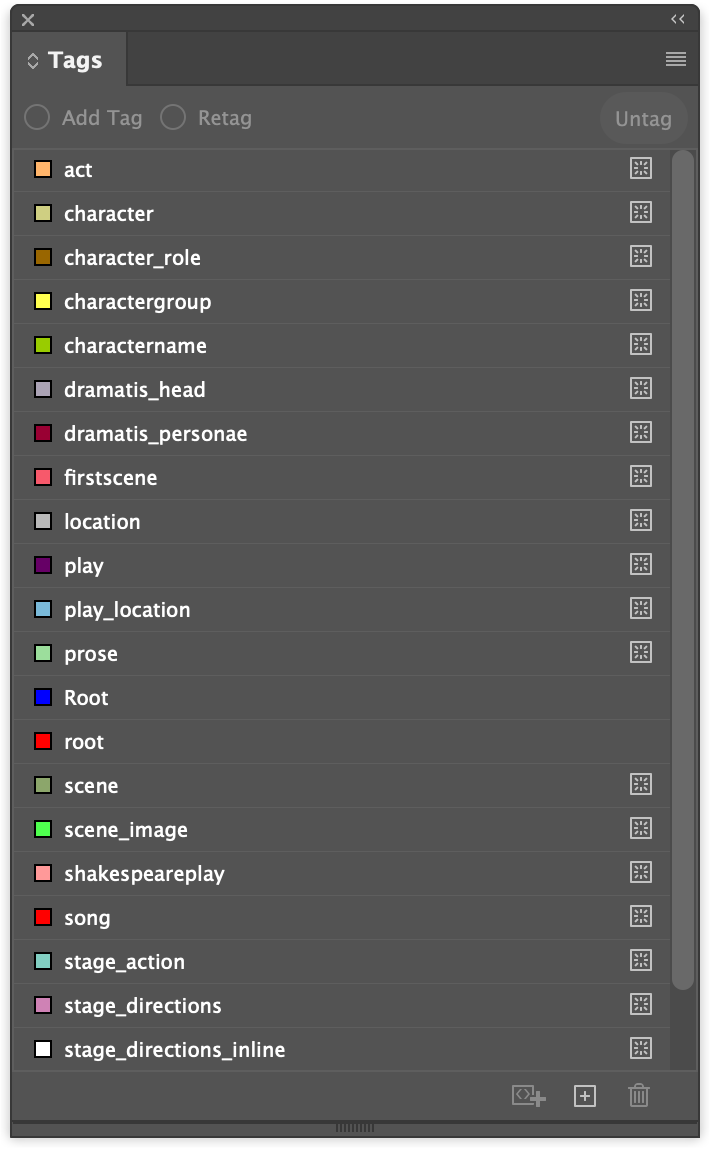 Tags
Add Tag Retag Untag
act
character
character_role
charactergroup
charactername
dramatis_head
dramatis_personae
firstscene
location
play
play_location
prose
Root
root
scene
scene_image
shakespeareplay
song
stage_action
stage_directions
stage_directions_inline